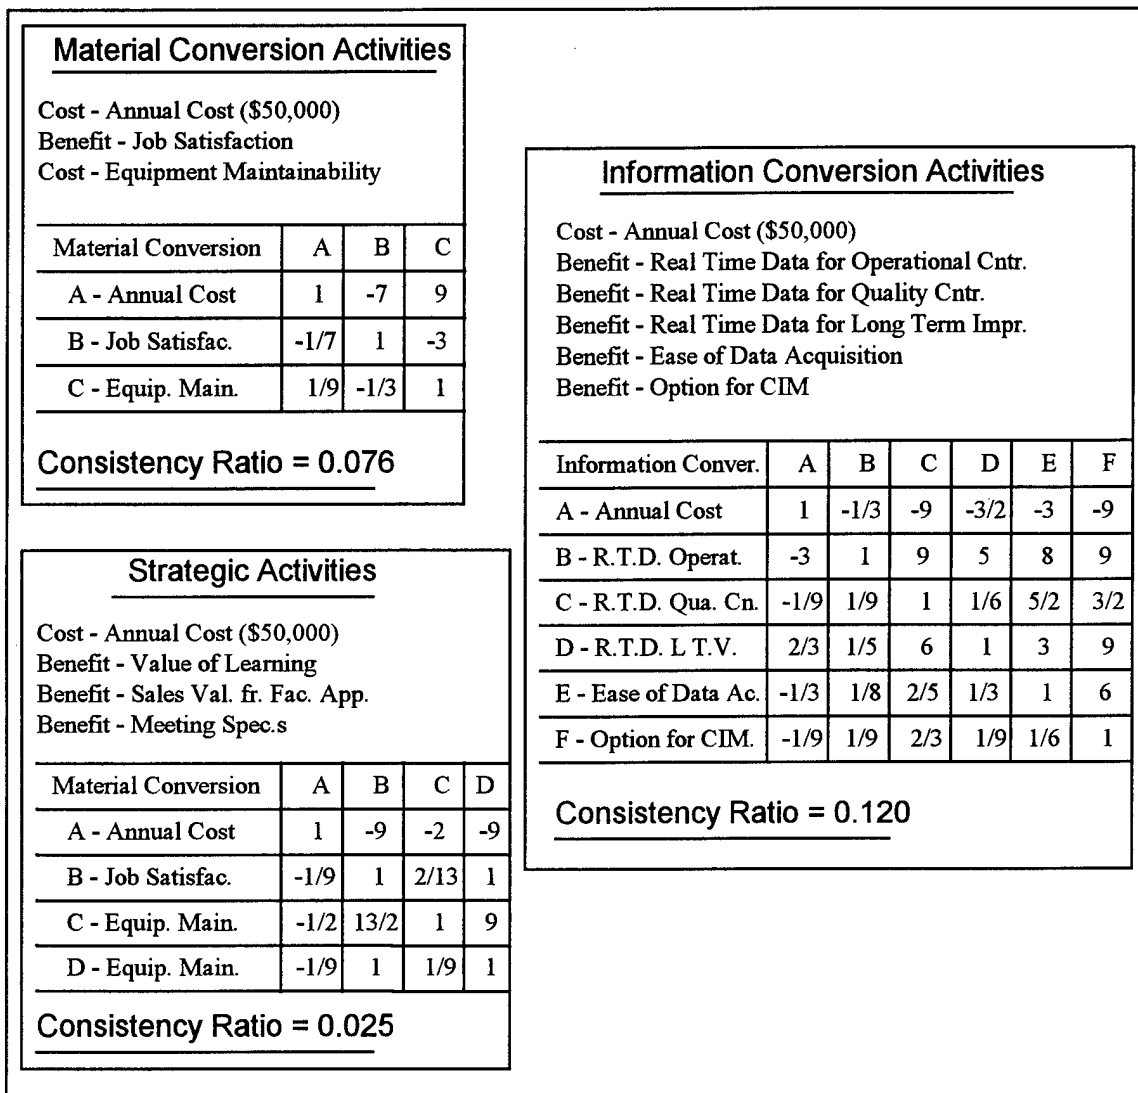 Material Conversion Activities
Cost - Annual Cost ($50,000)
Benefit - Job Satisfaction
Cost - Equipment Maintainability
Material Conversion A B C
A - Annual Cost 1 -7 9
B - Job Satisfac. -1/7 1 -3
C - Equip. Main. 1/9 -1/3 1
Consistency Ratio = 0.076
Strategic Activities
Cost - Annual Cost ($50,000)
Benefit - Value of Learning
Benefit - Sales Val. fr. Fac. App.
Benefit - Meeting Spec.s
Material Conversion A B C D
A - Annual Cost 1 -9 -2 -9
B - Job Satisfac. -1/9 1 2/13 1
C - Equip. Main. -1/2 13/2 1 9
D - Equip. Main. -1/9 1 1/9 1
Consistency Ratio = 0.025
Information Conversion Activities
Cost - Annual Cost ($50,000)
Benefit - Real Time Data for Operational Cntr.
Benefit - Real Time Data for Quality Cntr.
Benefit - Real Time Data for Long Term Impr.
Benefit - Ease of Data Acquisition
Benefit - Option for CIM
Information Conver. A B C D E F
A - Annual Cost 1 -1/3 -9 -3/2 -3 -9
B - R.T.D. Operat. -3 1 9 5 8 9
C - R.T.D. Qua. Cn. -1/9 1/9 1 1/6 5/2 3/2
D - R.T.D. L T.V. 2/3 1/5 6 1 3 9
E - Ease of Data Ac. -1/3 1/8 2/5 1/3 1 6
F - Option for CIM. -1/9 1/9 2/3 1/9 1/6 1
Consistency Ratio = 0.120